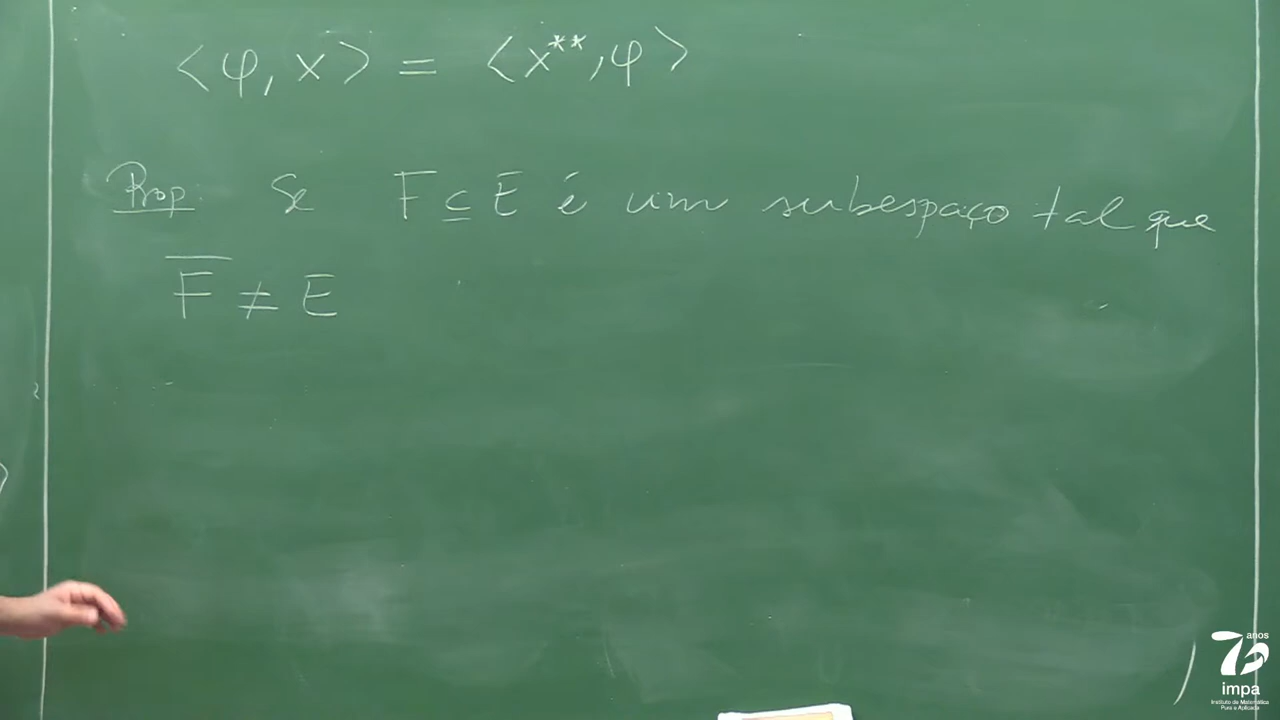 <φ, x> = <x**, φ>
Prop: Se F ⊆ E é um subespaço tal que
F̅ ≠ E
anos
impa
Instituto de Matemática
Pura e Aplicada